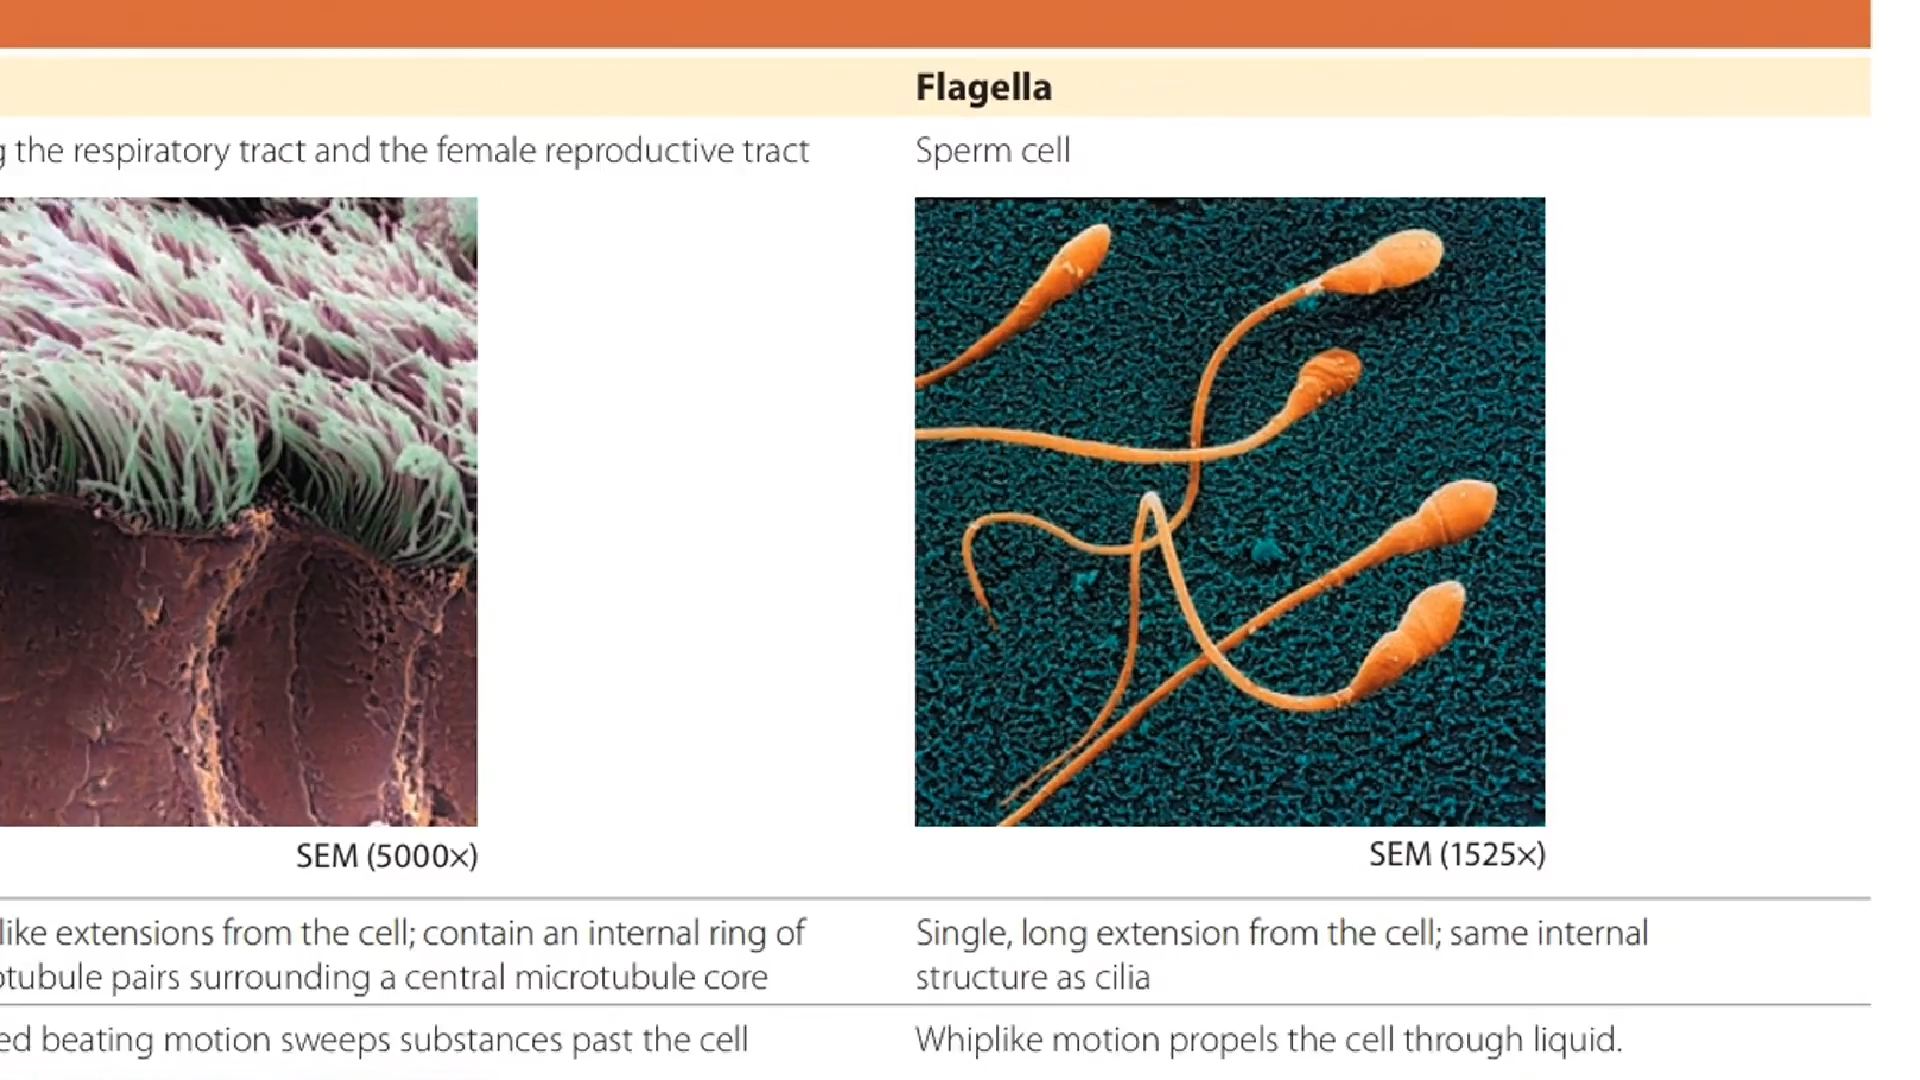 Flagella
the respiratory tract and the female reproductive tract
Sperm cell
SEM (5000×)
SEM (1525×)
like extensions from the cell; contain an internal ring of
otubule pairs surrounding a central microtubule core
Single, long extension from the cell; same internal
structure as cilia
ed beating motion sweeps substances past the cell
Whiplike motion propels the cell through liquid.